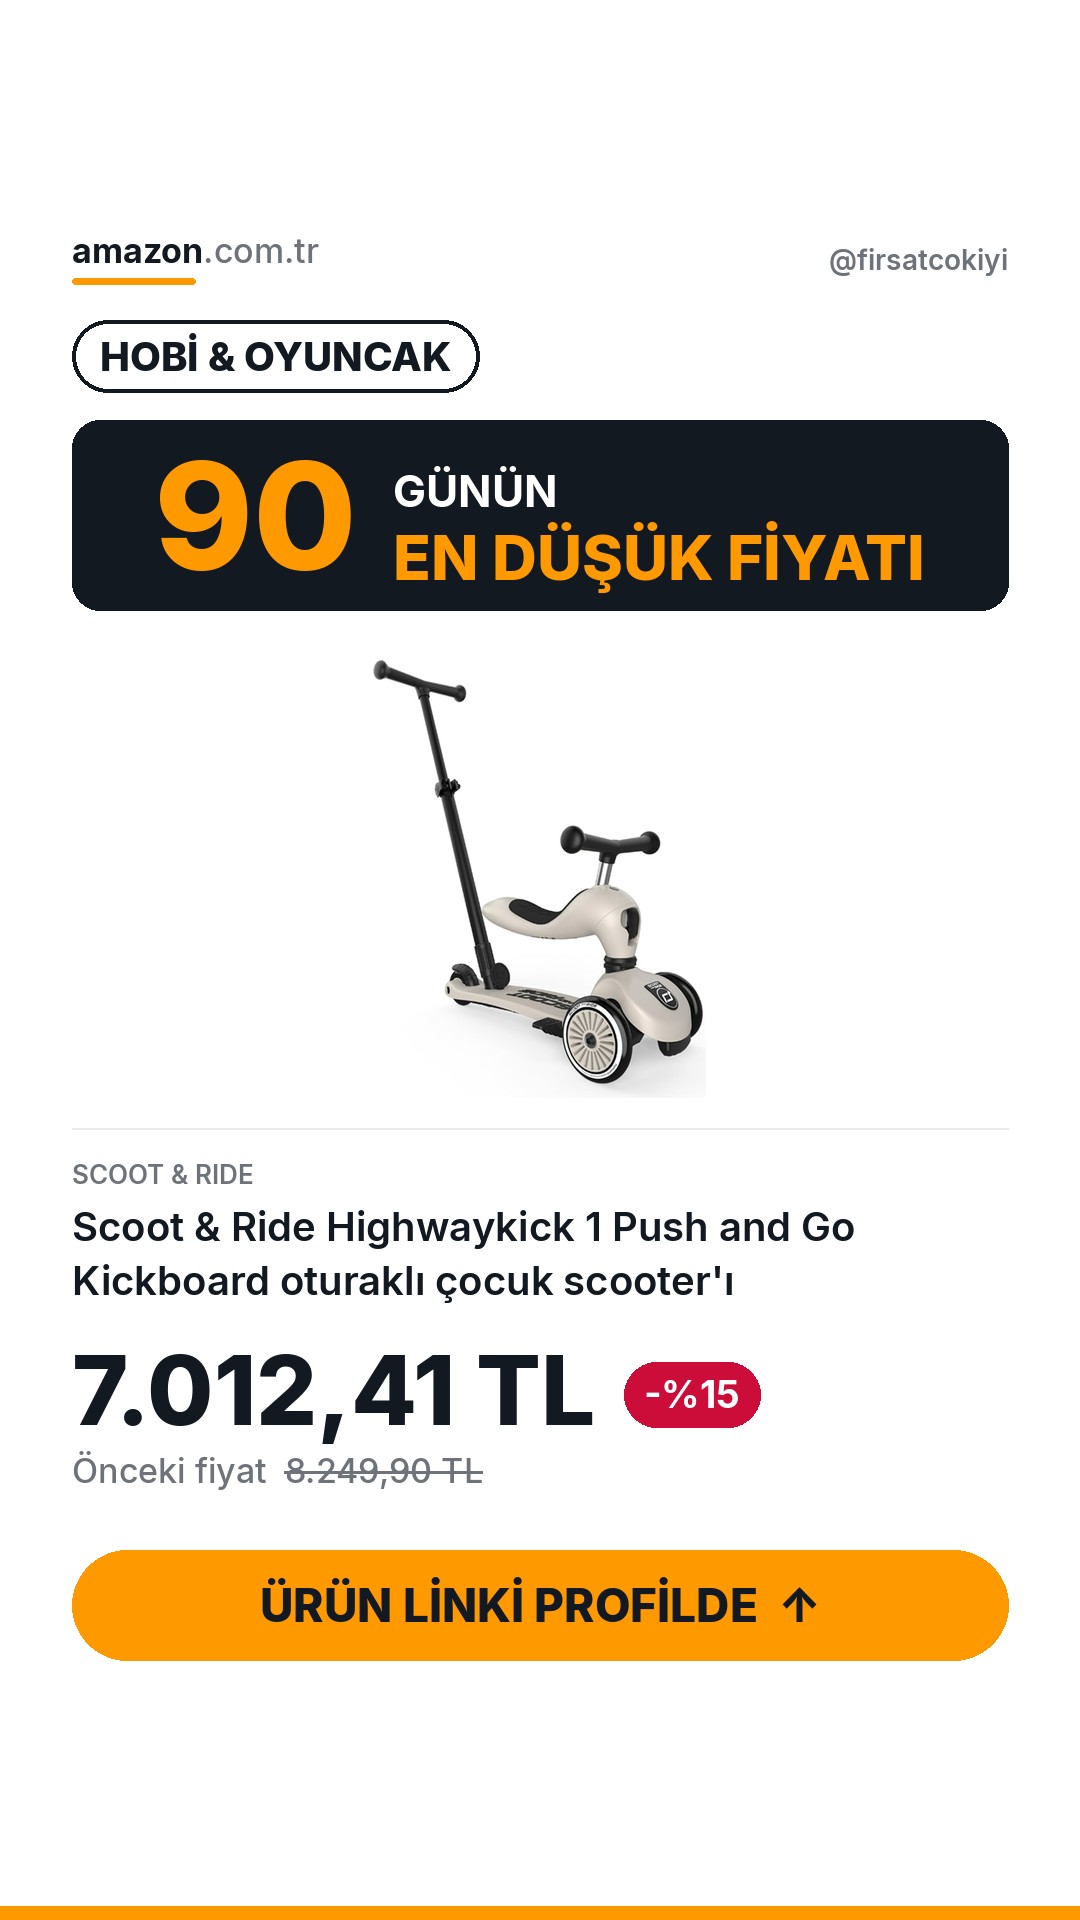 amazon.com.tr
@firsatcokiyi
HOBİ & OYUNCAK
90
GÜNÜN
EN DÜŞÜK FİYATI
SCOOT & RIDE
Scoot & Ride Highwaykick 1 Push and Go
Kickboard oturaklı çocuk scooter'ı
7.012,41 TL
-%15
Önceki fiyat 8.249,90 TL
ÜRÜN LİNKİ PROFİLDE ↑